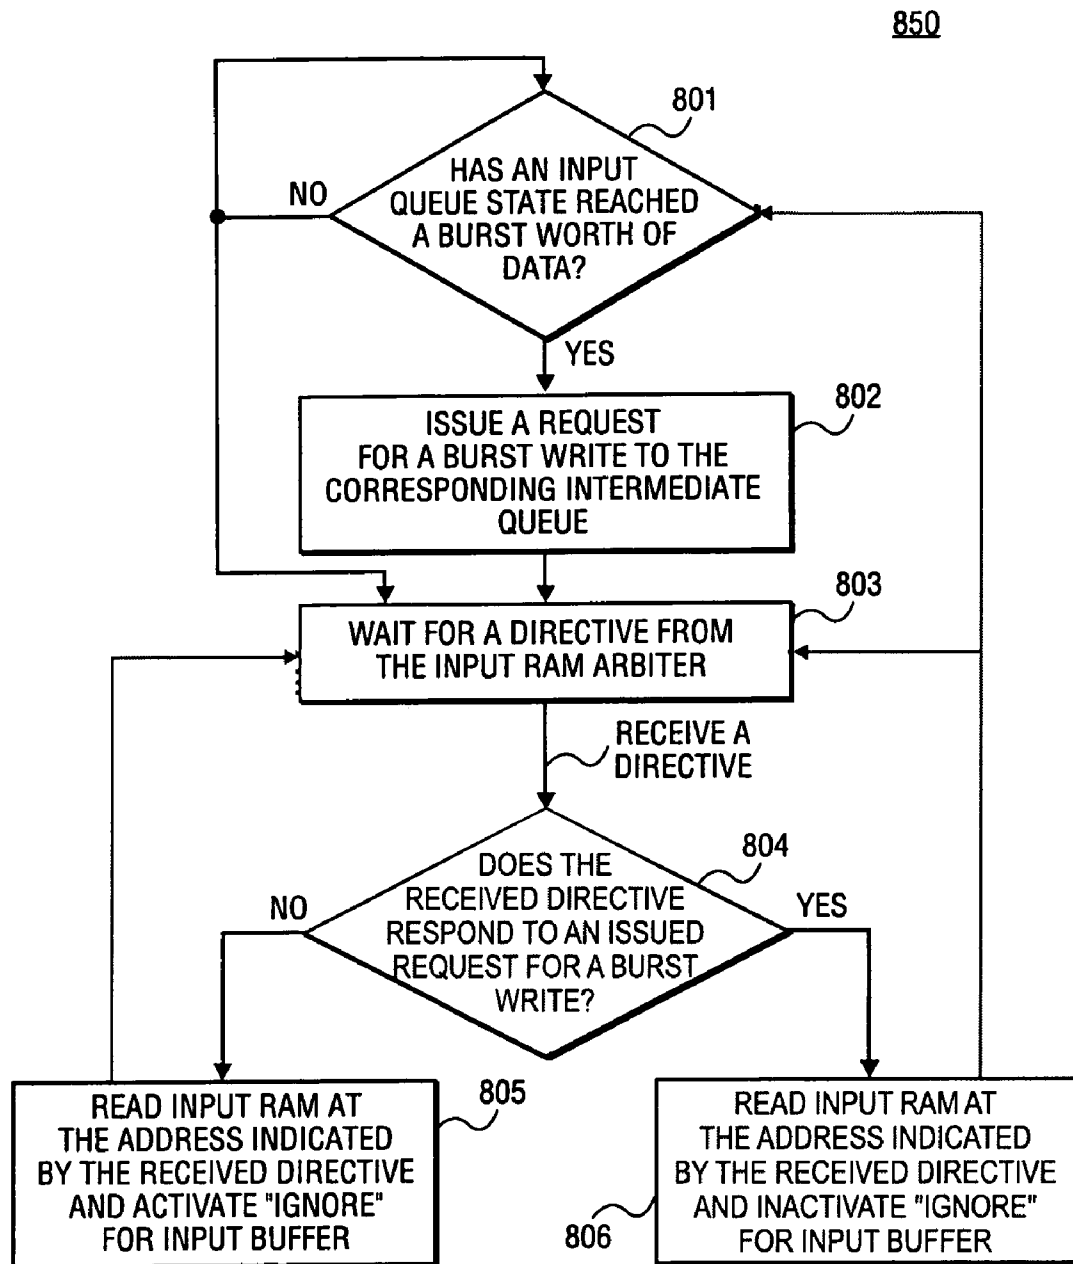 850
801
HAS AN INPUT
QUEUE STATE REACHED
A BURST WORTH OF
DATA?
NO
YES
802
ISSUE A REQUEST
FOR A BURST WRITE TO THE
CORRESPONDING INTERMEDIATE
QUEUE
803
WAIT FOR A DIRECTIVE FROM
THE INPUT RAM ARBITER
RECEIVE A
DIRECTIVE
804
DOES THE
RECEIVED DIRECTIVE
RESPOND TO AN ISSUED
REQUEST FOR A BURST
WRITE?
NO
YES
805
READ INPUT RAM AT
THE ADDRESS INDICATED
BY THE RECEIVED DIRECTIVE
AND ACTIVATE "IGNORE"
FOR INPUT BUFFER
READ INPUT RAM AT
THE ADDRESS INDICATED
BY THE RECEIVED DIRECTIVE
AND INACTIVATE "IGNORE"
FOR INPUT BUFFER
806